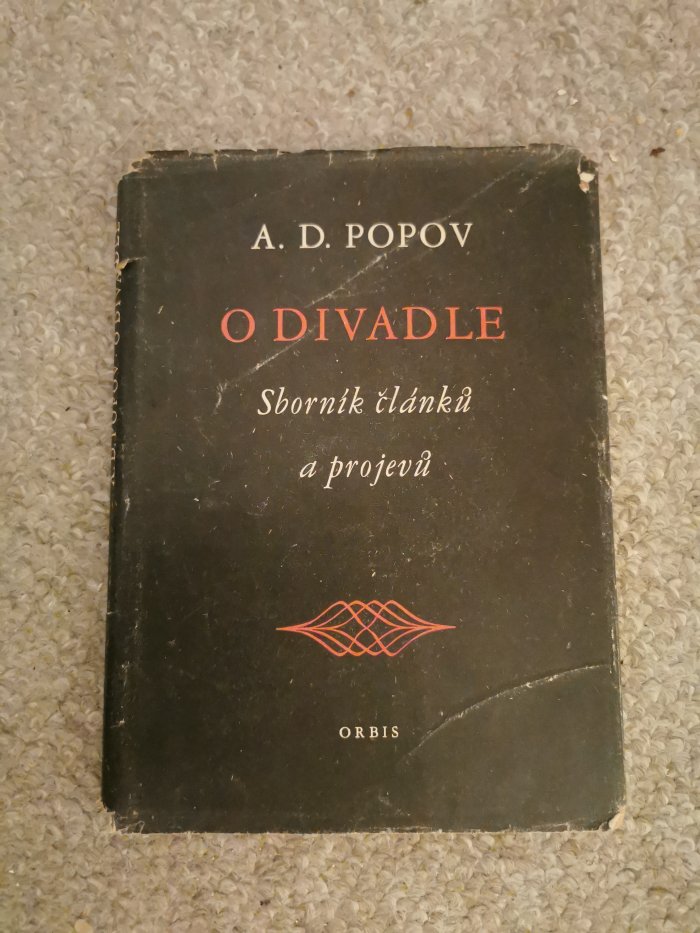 A. D. POPOV
O DIVADLE
Sborník článků
a projevů
ORBIS